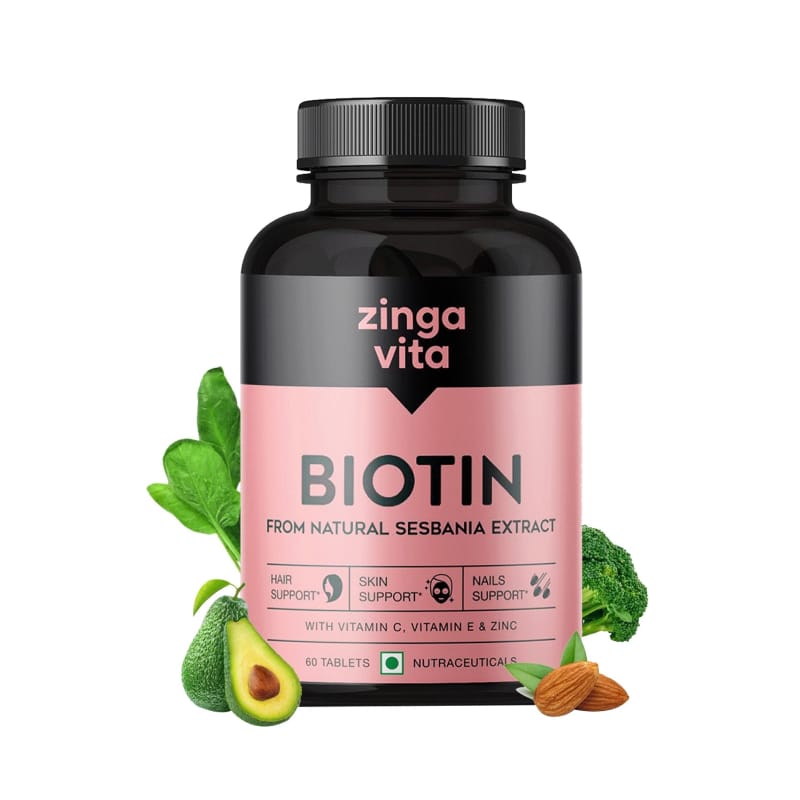 zinga
vita
BIOTIN
FROM NATURAL SESBANIA EXTRACT
HAIR
SUPPORT*
SKIN
SUPPORT*
NAILS
SUPPORT*
WITH VITAMIN C, VITAMIN E & ZINC
60 TABLETS NUTRACEUTICALS